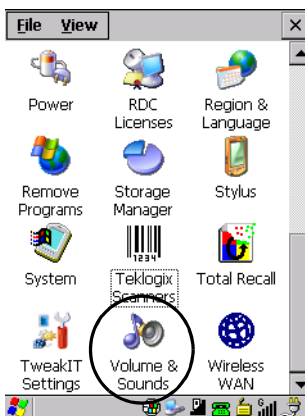 File View
Power
RDC
Licenses
Region &
Language
Remove
Programs
Storage
Manager
Stylus
1234
System
Teklogix
Scanners
Total Recall
TweakIT
Settings
Volume &
Sounds
Wireless
WAN